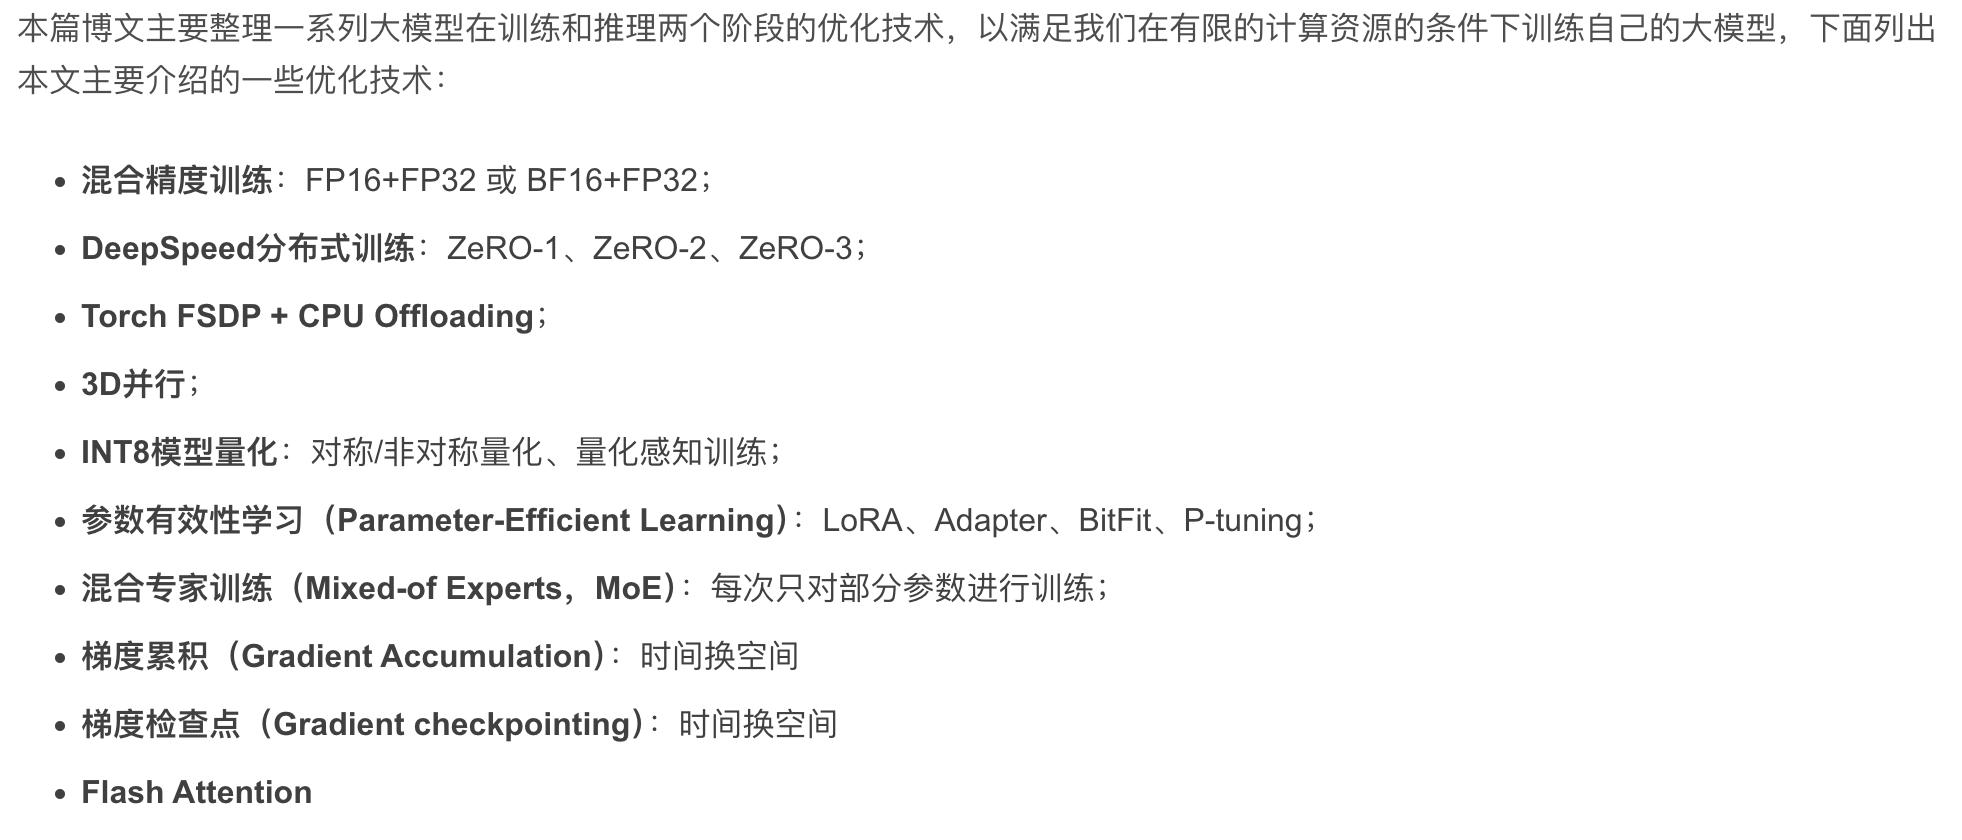 本篇博文主要整理一系列大模型在训练和推理两个阶段的优化技术，以满足我们在有限的计算资源的条件下训练自己的大模型，下面列出
本文主要介绍的一些优化技术：
• 混合精度训练：FP16+FP32 或 BF16+FP32；
• DeepSpeed分布式训练：ZeRO-1、ZeRO-2、ZeRO-3；
• Torch FSDP + CPU Offloading；
• 3D并行；
• INT8模型量化：对称/非对称量化、量化感知训练；
• 参数有效性学习（Parameter-Efficient Learning）：LoRA、Adapter、BitFit、P-tuning；
• 混合专家训练（Mixed-of Experts，MoE）：每次只对部分参数进行训练；
• 梯度累积（Gradient Accumulation）：时间换空间
• 梯度检查点（Gradient checkpointing）：时间换空间
• Flash Attention